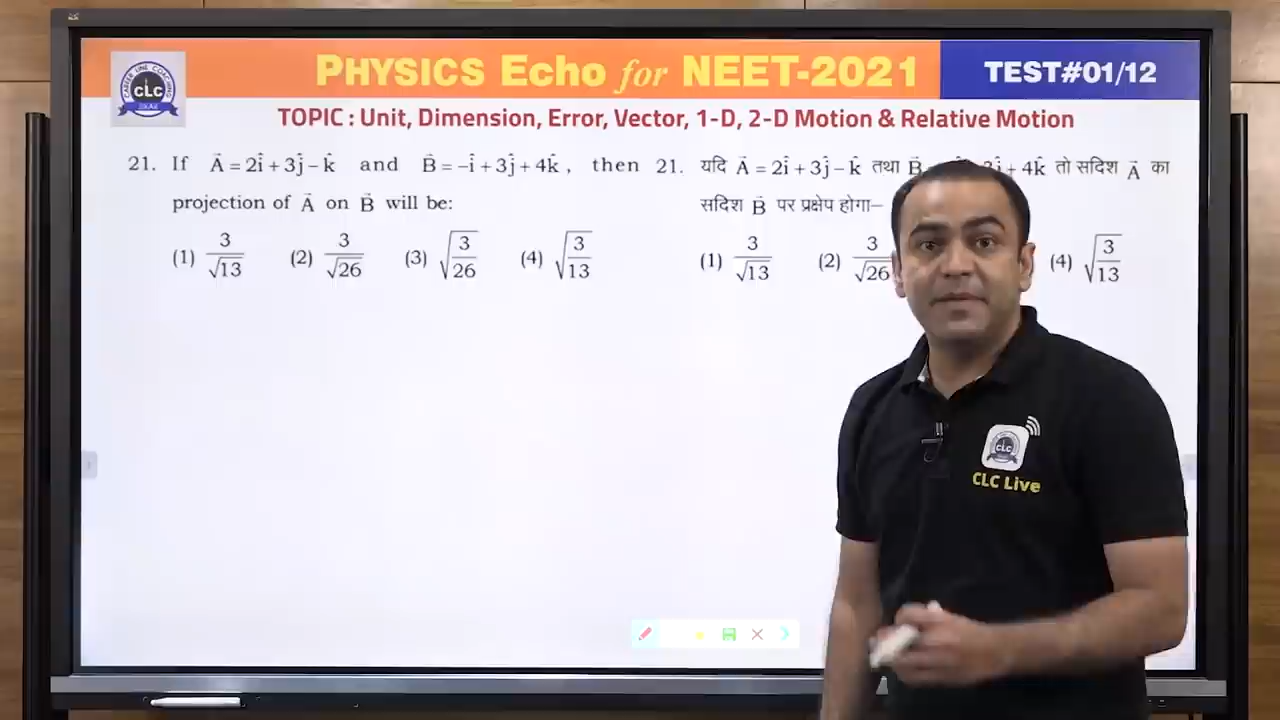 PHYSICS Echo for NEET-2021
TEST#01/12
CLC
TOPIC : Unit, Dimension, Error, Vector, 1-D, 2-D Motion & Relative Motion
21. If A⃗ = 2î + 3ĵ − k̂ and B⃗ = −î + 3ĵ + 4k̂ , then
projection of A⃗ on B⃗ will be:
(1) 3/√13 (2) 3/√26 (3) √(3/26) (4) √(3/13)
21. यदि A⃗ = 2î + 3ĵ − k̂ तथा B⃗ + 4k̂ तो सदिश A⃗ का
सदिश B⃗ पर प्रक्षेप होगा–
(1) 3/√13 (2) 3/√26 (4) √(3/13)
CLC
CLC Live